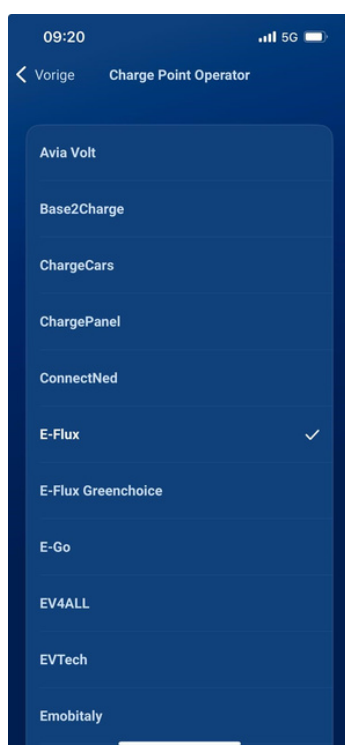 09:20
5G
Vorige
Charge Point Operator
Avia Volt
Base2Charge
ChargeCars
ChargePanel
ConnectNed
E-Flux
E-Flux Greenchoice
E-Go
EV4ALL
EVTech
Emobitaly